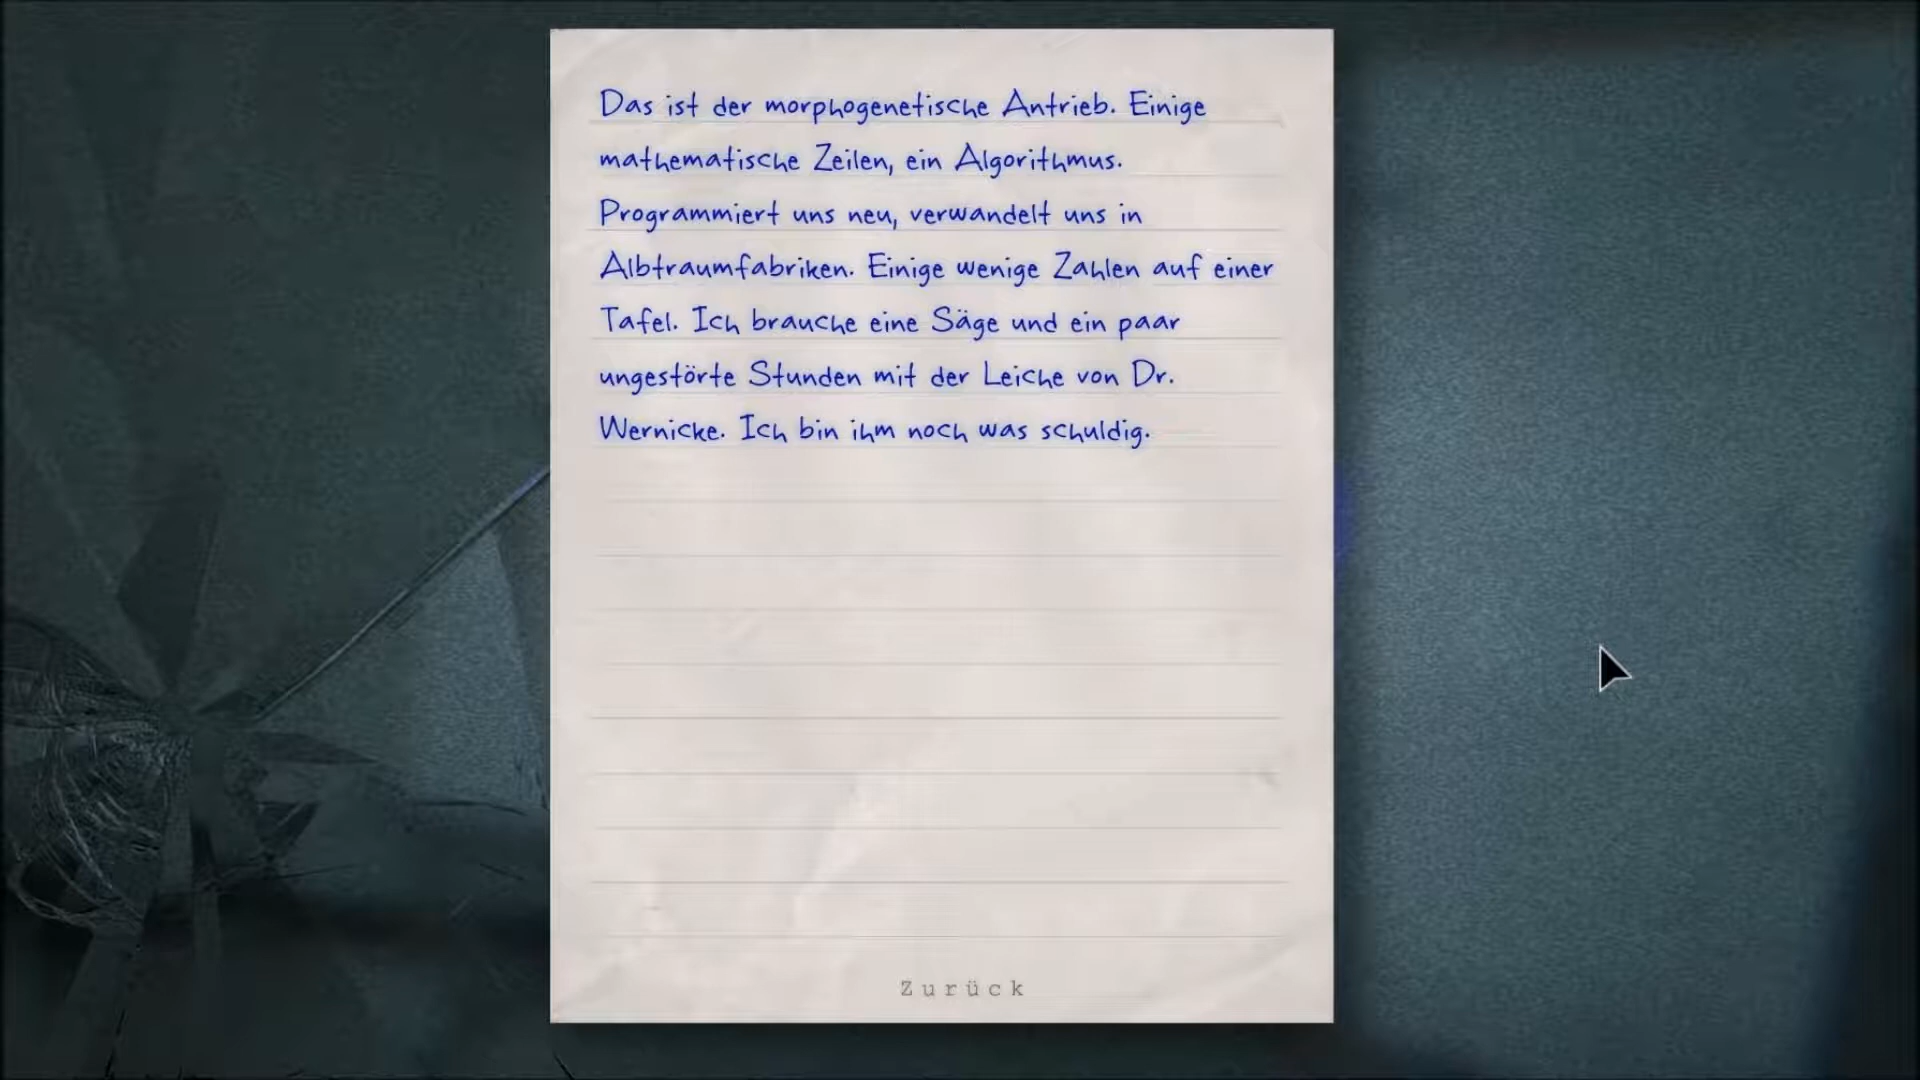 Das ist der morphogenetische Antrieb. Einige
mathematische Zeilen, ein Algorithmus.
Programmiert uns neu, verwandelt uns in
Albtraumfabriken. Einige wenige Zahlen auf einer
Tafel. Ich brauche eine Säge und ein paar
ungestörte Stunden mit der Leiche von Dr.
Wernicke. Ich bin ihm noch was schuldig.
Zurück